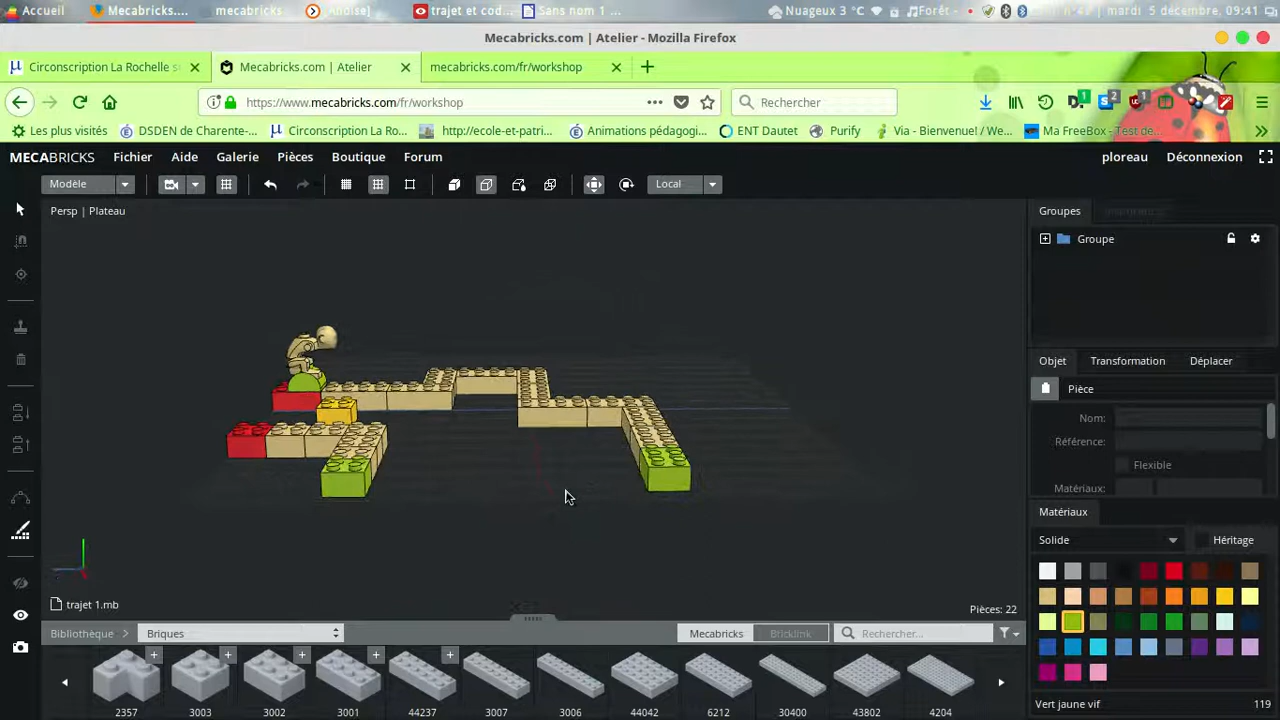 Accueil Mecabricks.... mecabricks trajet et cod... Sans nom 1 ... Nuageux 3 °C mardi 5 décembre, 09:41
Mecabricks.com | Atelier - Mozilla Firefox
Circonscription La Rochelle s Mecabricks.com | Atelier mecabricks.com/fr/workshop
https://www.mecabricks.com/fr/workshop Rechercher 1 2 1
Les plus visités DSDEN de Charente-... Circonscription La Ro... http://ecole-et-patri... Animations pédagogi... ENT Dautet Purify Via - Bienvenue! / We... Ma FreeBox - Test de...
MECABRICKS Fichier Aide Galerie Pièces Boutique Forum ploreau Déconnexion
Modèle Local
Persp | Plateau Groupes
Groupe
Objet Transformation Déplacer
Pièce
Nom:
Référence:
Flexible
Matériaux:
Matériaux
Solide Héritage
trajet 1.mb Pièces: 22
Bibliothèque Briques Mecabricks Bricklink Rechercher...
2357 3003 3002 3001 44237 3007 3006 44042 6212 30400 43802 4204
Vert jaune vif 119